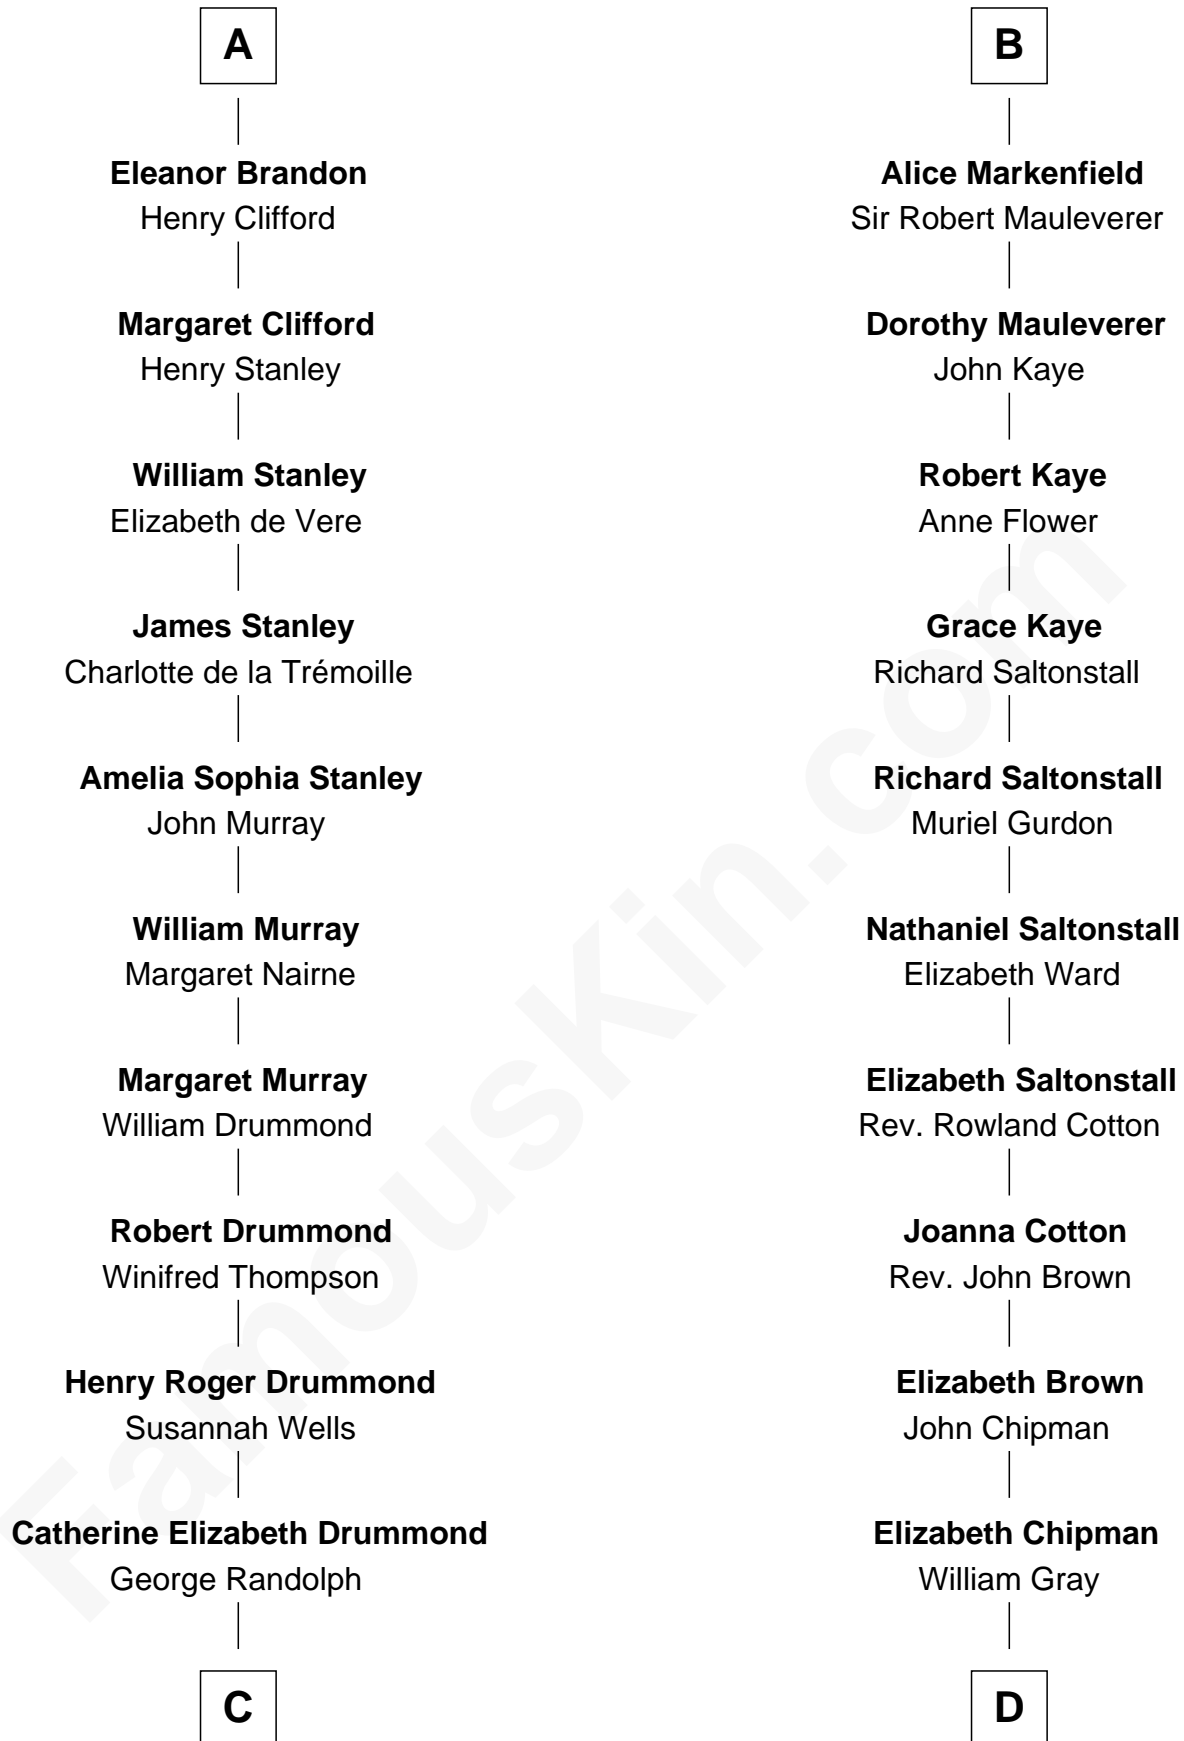 A
Eleanor Brandon
Henry Clifford
Margaret Clifford
Henry Stanley
William Stanley
Elizabeth de Vere
James Stanley
Charlotte de la Trémoille
Amelia Sophia Stanley
John Murray
William Murray
Margaret Nairne
Margaret Murray
William Drummond
Robert Drummond
Winifred Thompson
Henry Roger Drummond
Susannah Wells
Catherine Elizabeth Drummond
George Randolph
C
B
Alice Markenfield
Sir Robert Mauleverer
Dorothy Mauleverer
John Kaye
Robert Kaye
Anne Flower
Grace Kaye
Richard Saltonstall
Richard Saltonstall
Muriel Gurdon
Nathaniel Saltonstall
Elizabeth Ward
Elizabeth Saltonstall
Rev. Rowland Cotton
Joanna Cotton
Rev. John Brown
Elizabeth Brown
John Chipman
Elizabeth Chipman
William Gray
D
FamousKin.com